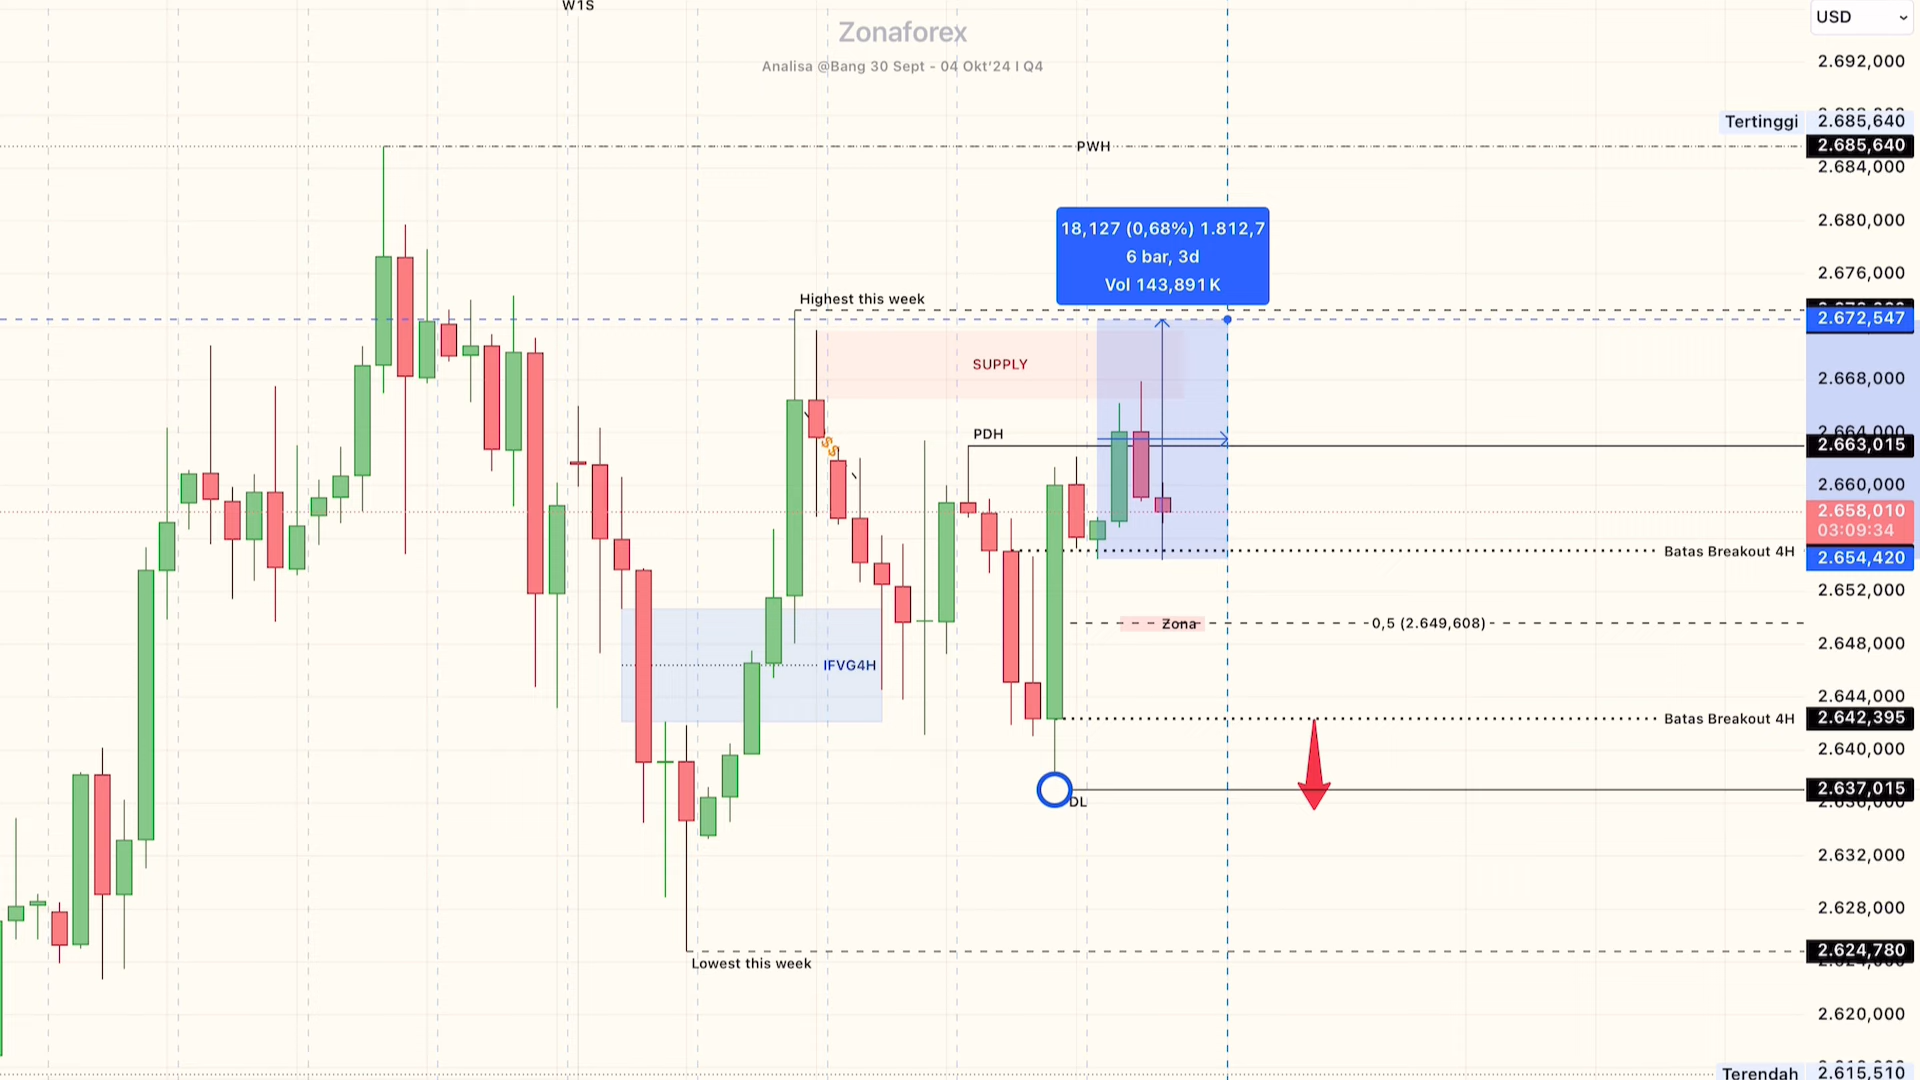 W1S
Zonaforex
Analisa @Bang 30 Sept - 04 Okt'24 I Q4
USD
2.692,000
Tertinggi
2.685,640
PWH
2.685,640
2.684,000
2.680,000
18,127 (0,68%) 1.812,7
6 bar, 3d
Vol 143,891 K
2.676,000
Highest this week
2.672,547
SUPPLY
2.668,000
PDH
2.664,000
2.663,015
2.660,000
2.658,010
03:09:34
Batas Breakout 4H
2.654,420
2.652,000
Zona
0,5 (2.649,608)
2.648,000
IFVG4H
2.644,000
Batas Breakout 4H
2.642,395
2.640,000
2.637,015
DL
2.632,000
2.628,000
2.624,780
Lowest this week
2.620,000
Terendah
2.615,510